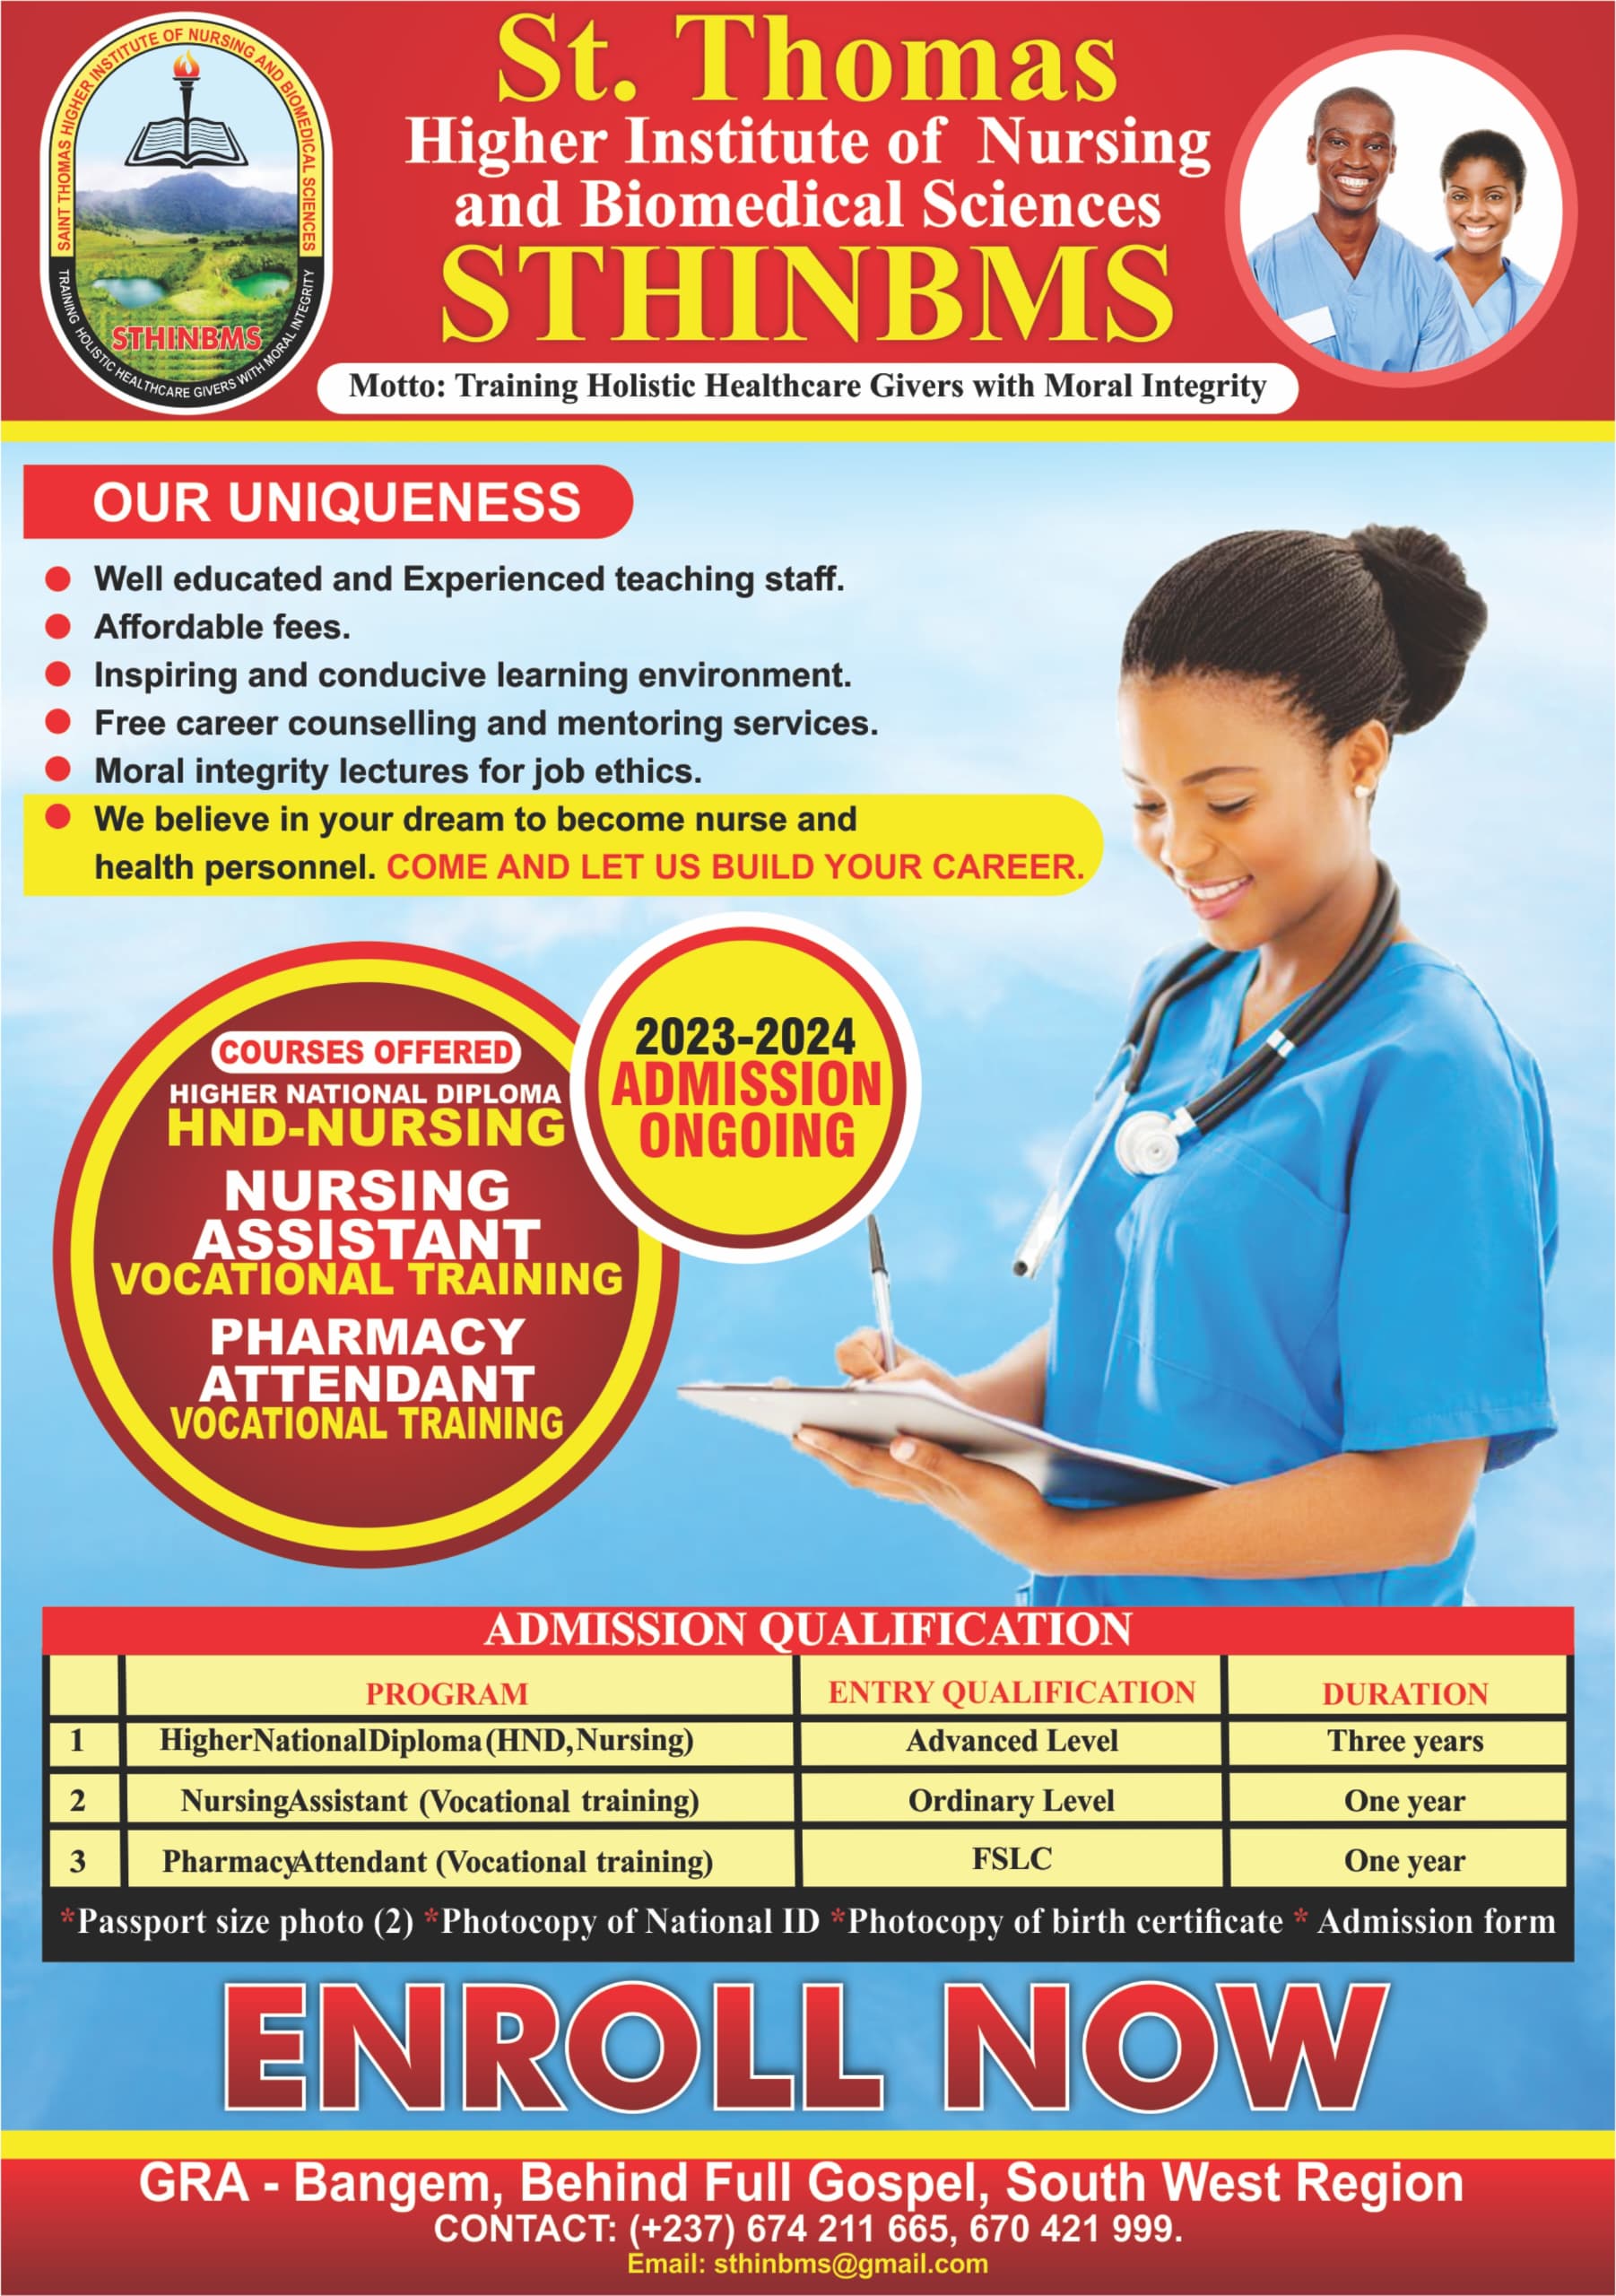 SAINT THOMAS HIGHER INSTITUTE OF NURSING AND BIOMEDICAL SCIENCES
STHINBMS
TRAINING HOLISTIC HEALTHCARE GIVERS WITH MORAL INTEGRITY
St. Thomas
Higher Institute of Nursing
and Biomedical Sciences
STHINBMS
Motto: Training Holistic Healthcare Givers with Moral Integrity
OUR UNIQUENESS
Well educated and Experienced teaching staff.
Affordable fees.
Inspiring and conducive learning environment.
Free career counselling and mentoring services.
Moral integrity lectures for job ethics.
We believe in your dream to become nurse and
health personnel. COME AND LET US BUILD YOUR CAREER.
COURSES OFFERED
HIGHER NATIONAL DIPLOMA
HND-NURSING
NURSING
ASSISTANT
VOCATIONAL TRAINING
PHARMACY
ATTENDANT
VOCATIONAL TRAINING
2023-2024
ADMISSION
ONGOING
ADMISSION QUALIFICATION
PROGRAM ENTRY QUALIFICATION DURATION
1 HigherNationalDiploma (HND, Nursing) Advanced Level Three years
2 NursingAssistant (Vocational training) Ordinary Level One year
3 PharmacyAttendant (Vocational training) FSLC One year
*Passport size photo (2) *Photocopy of National ID *Photocopy of birth certificate * Admission form
ENROLL NOW
GRA - Bangem, Behind Full Gospel, South West Region
CONTACT: (+237) 674 211 665, 670 421 999.
Email: sthinbms@gmail.com